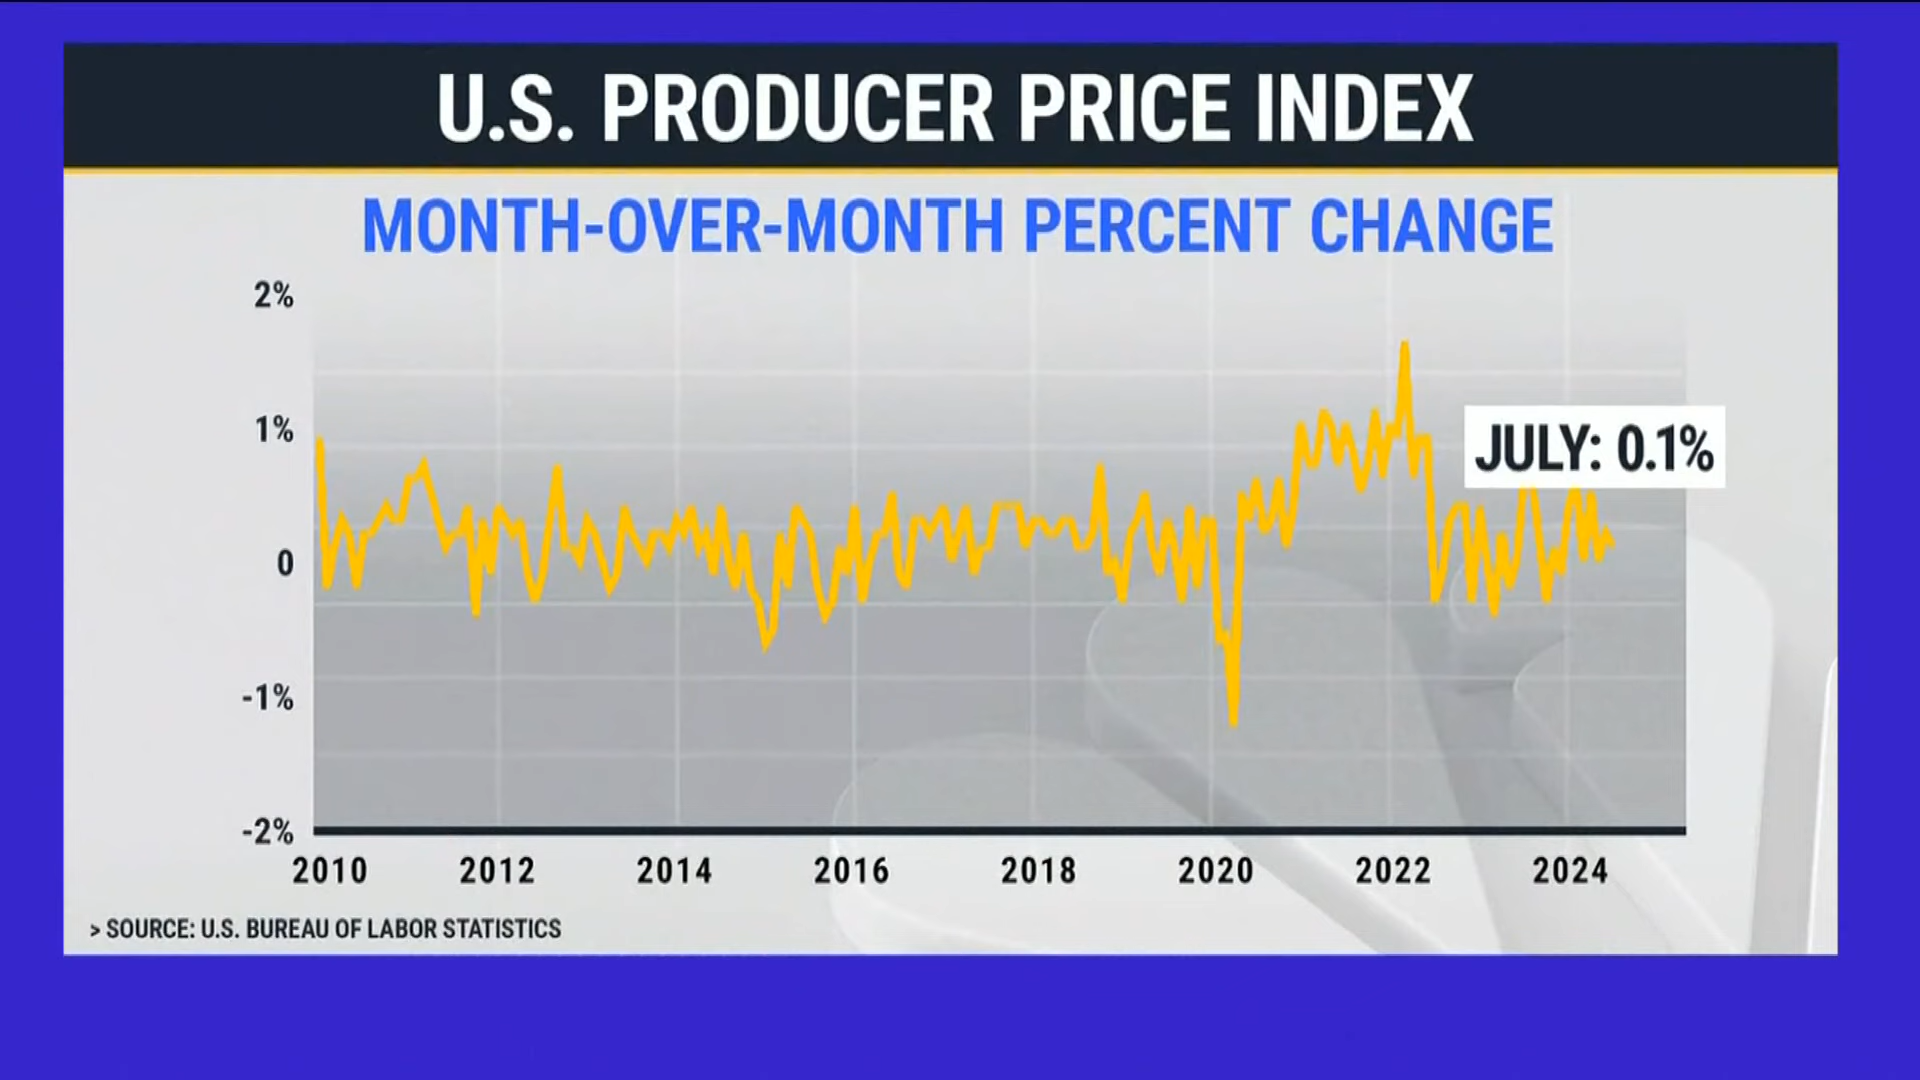 U.S. PRODUCER PRICE INDEX
MONTH-OVER-MONTH PERCENT CHANGE
2%
1%
JULY: 0.1%
0
-1%
-2%
2010 2012 2014 2016 2018 2020 2022 2024
> SOURCE: U.S. BUREAU OF LABOR STATISTICS